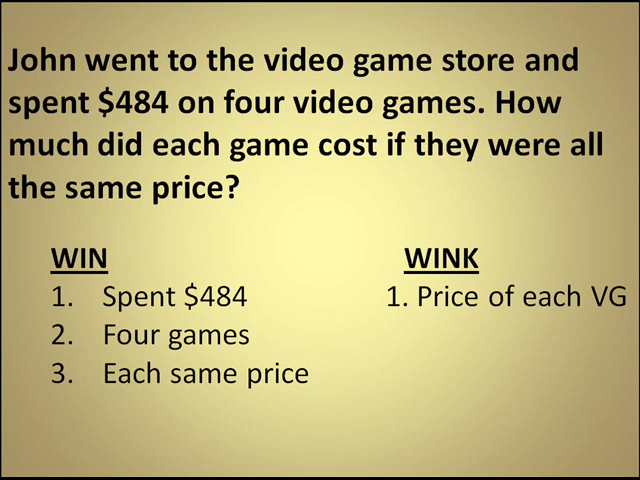 John went to the video game store and
spent $484 on four video games. How
much did each game cost if they were all
the same price?
WIN
1. Spent $484
2. Four games
3. Each same price
WINK
1. Price of each VG